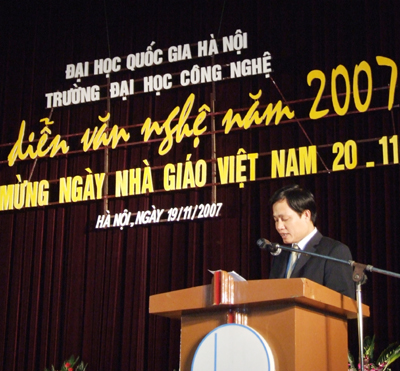 ĐẠI HỌC QUỐC GIA HÀ NỘI
TRƯỜNG ĐẠI HỌC CÔNG NGHỆ
diễn văn nghệ năm 2007
MỪNG NGÀY NHÀ GIÁO VIỆT NAM 20-11
HÀ NỘI, NGÀY 19/11/2007